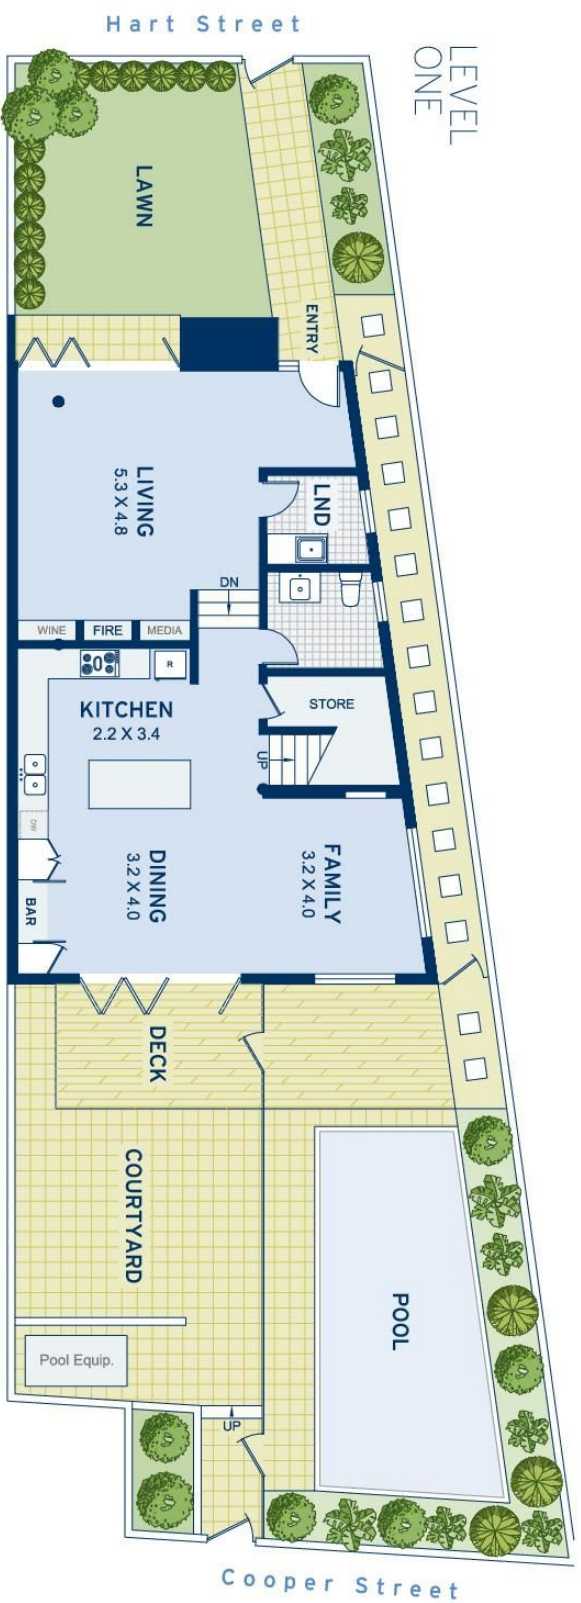 Hart Street
LEVEL
ONE
LAWN
ENTRY
LIVING
5.3 X 4.8
LND
DN
WINE
FIRE
MEDIA
R
KITCHEN
2.2 X 3.4
STORE
UP
DW
BAR
DINING
3.2 X 4.0
FAMILY
3.2 X 4.0
DECK
COURTYARD
POOL
Pool Equip.
UP
Cooper Street